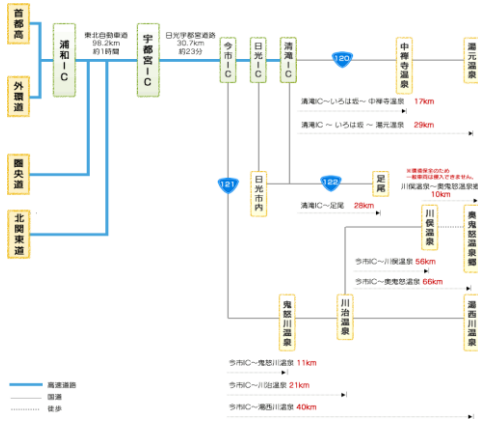 首都高
外環道
圏央道
北関東道
浦和IC
東北自動車道
98.2km
約1時間
宇都宮IC
日光宇都宮道路
30.7km
約23分
今市IC
日光IC
清滝IC
120
中禅寺温泉
湯元温泉
清滝IC～いろは坂～中禅寺温泉 17km
清滝IC ～ いろは坂 ～ 湯元温泉 29km
121
日光市内
122
足尾
清滝IC～足尾 28km
※環境保全のため
一般車両は侵入できません。
川俣温泉～奥鬼怒温泉郷
10km
川俣温泉
奥鬼怒温泉郷
今市IC～川俣温泉 56km
今市IC～奥鬼怒温泉 66km
鬼怒川温泉
川治温泉
湯西川温泉
今市IC～鬼怒川温泉 11km
今市IC～川治温泉 21km
今市IC～湯西川温泉 40km
高速道路
国道
徒歩